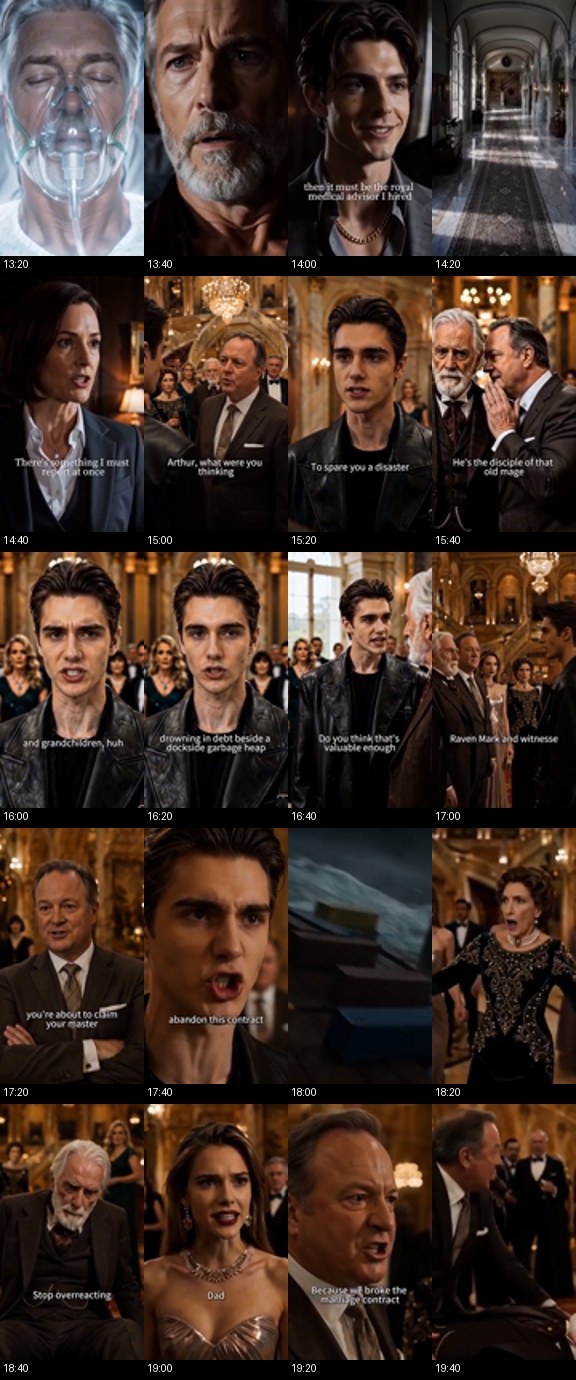 then it must be the royal
medical advisor I hired
13:20
13:40
14:00
14:20
There's something I must
report at once
Arthur, what were you
thinking
To spare you a disaster
He's the disciple of that
old mage
14:40
15:00
15:20
15:40
and grandchildren, huh
drowning in debt beside a
dockside garbage heap
Do you think that's
valuable enough
Raven Mark and witnesse
16:00
16:20
16:40
17:00
you're about to claim
your master
abandon this contract
17:20
17:40
18:00
18:20
Stop overreacting
Dad
Because we broke the
marriage contract
18:40
19:00
19:20
19:40